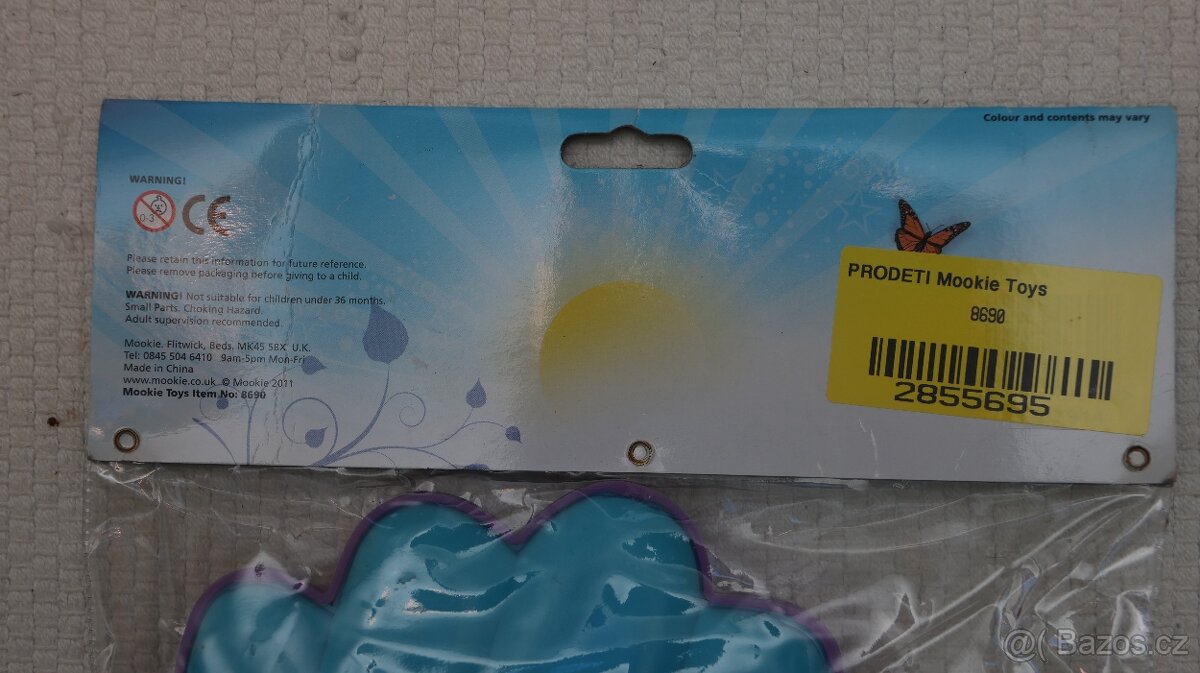 Colour and contents may vary
WARNING!
0-3
CE
Please retain this information for future reference.
Please remove packaging before giving to a child.
WARNING! Not suitable for children under 36 months.
Small Parts. Choking Hazard.
Adult supervision recommended.
Mookie. Flitwick, Beds. MK45 5BX U.K.
Tel: 0845 504 6410 9am-5pm Mon-Fri
Made in China
www.mookie.co.uk © Mookie 2011
Mookie Toys Item No: 8690
PRODETI Mookie Toys
8690
2855695
@( Bazos.cz